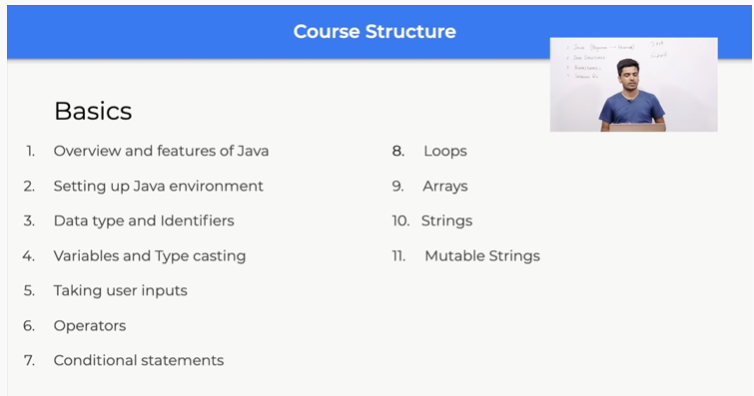 Course Structure
Basics
1. Overview and features of Java
2. Setting up Java environment
3. Data type and Identifiers
4. Variables and Type casting
5. Taking user inputs
6. Operators
7. Conditional statements
8. Loops
9. Arrays
10. Strings
11. Mutable Strings